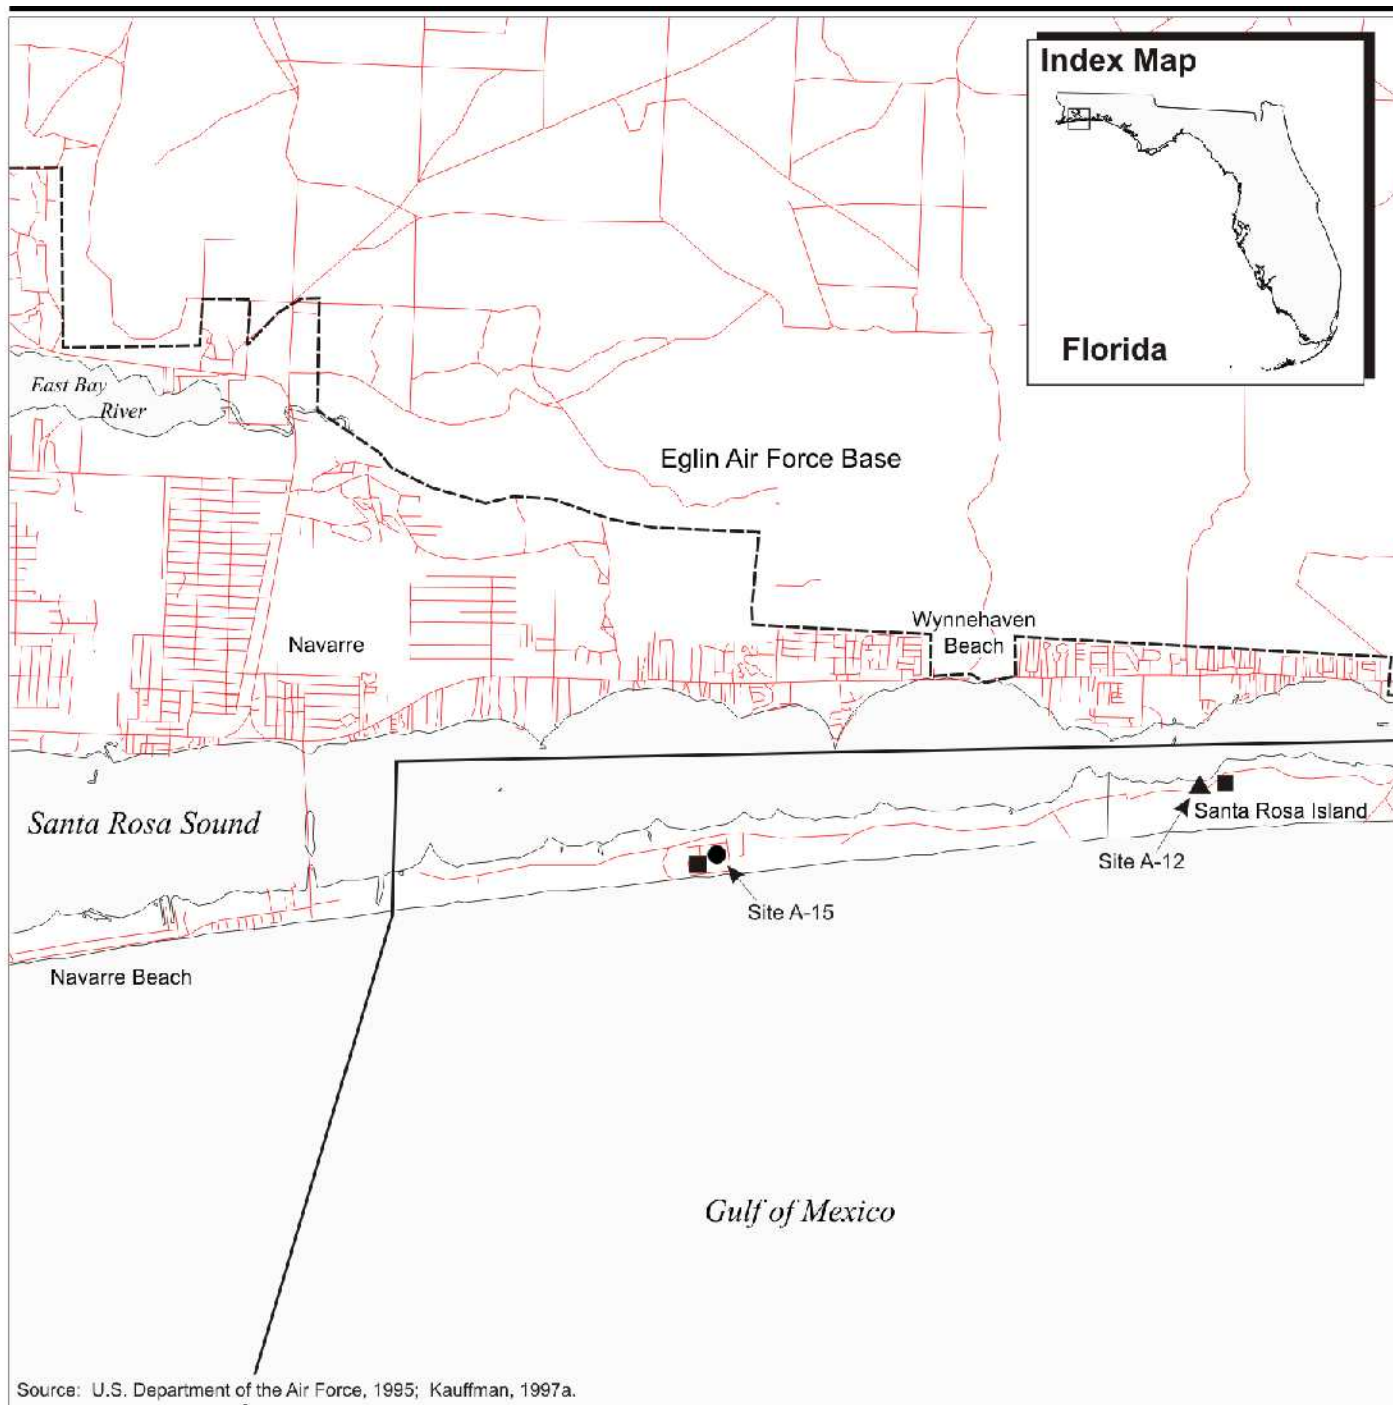 Index Map
Florida
East Bay
River
Eglin Air Force Base
Wynnehaven
Beach
Navarre
Santa Rosa Sound
Santa Rosa Island
Site A-12
Site A-15
Navarre Beach
Gulf of Mexico
Source: U.S. Department of the Air Force, 1995; Kauffman, 1997a.